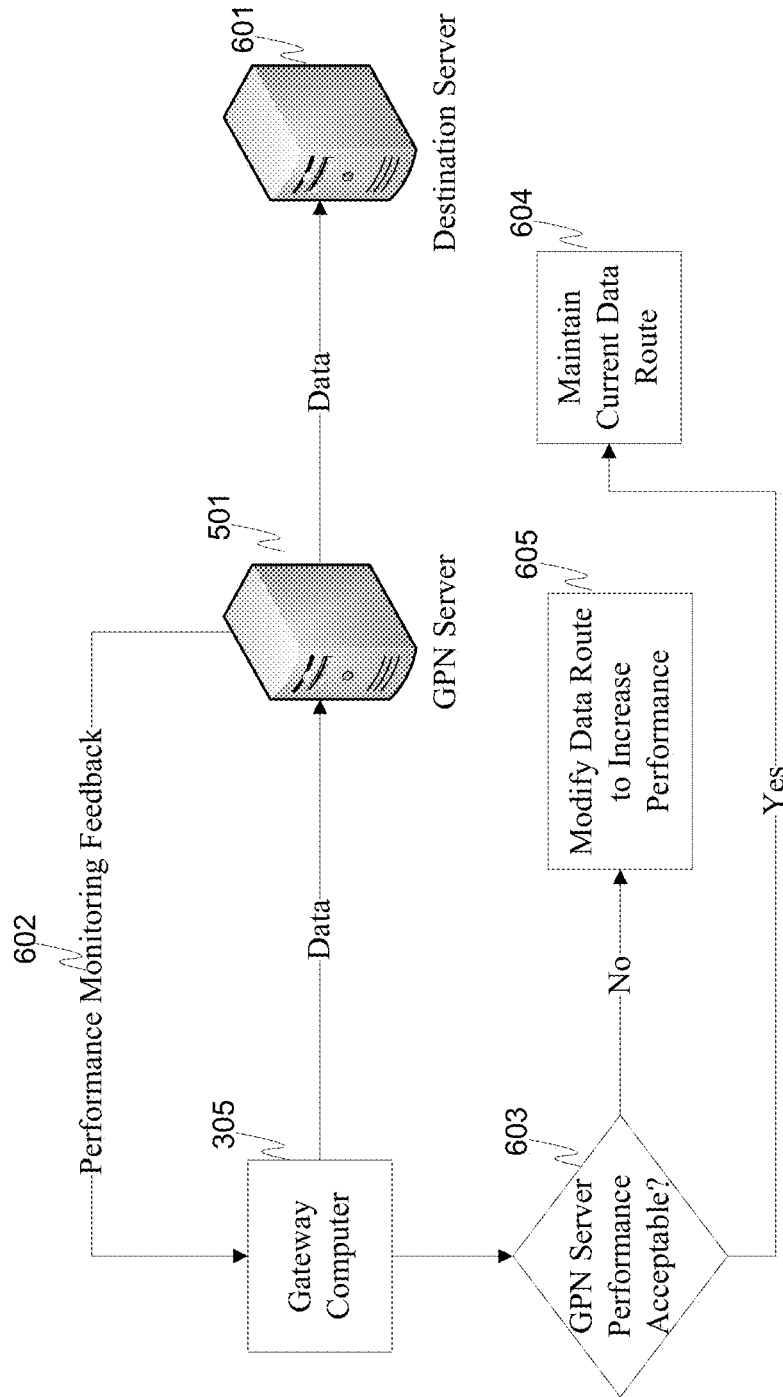 602
Performance Monitoring Feedback
305
Gateway
Computer
Data
501
GPN Server
Data
601
Destination Server
603
GPN Server
Performance
Acceptable?
No
605
Modify Data Route
to Increase
Performance
604
Maintain
Current Data
Route
Yes